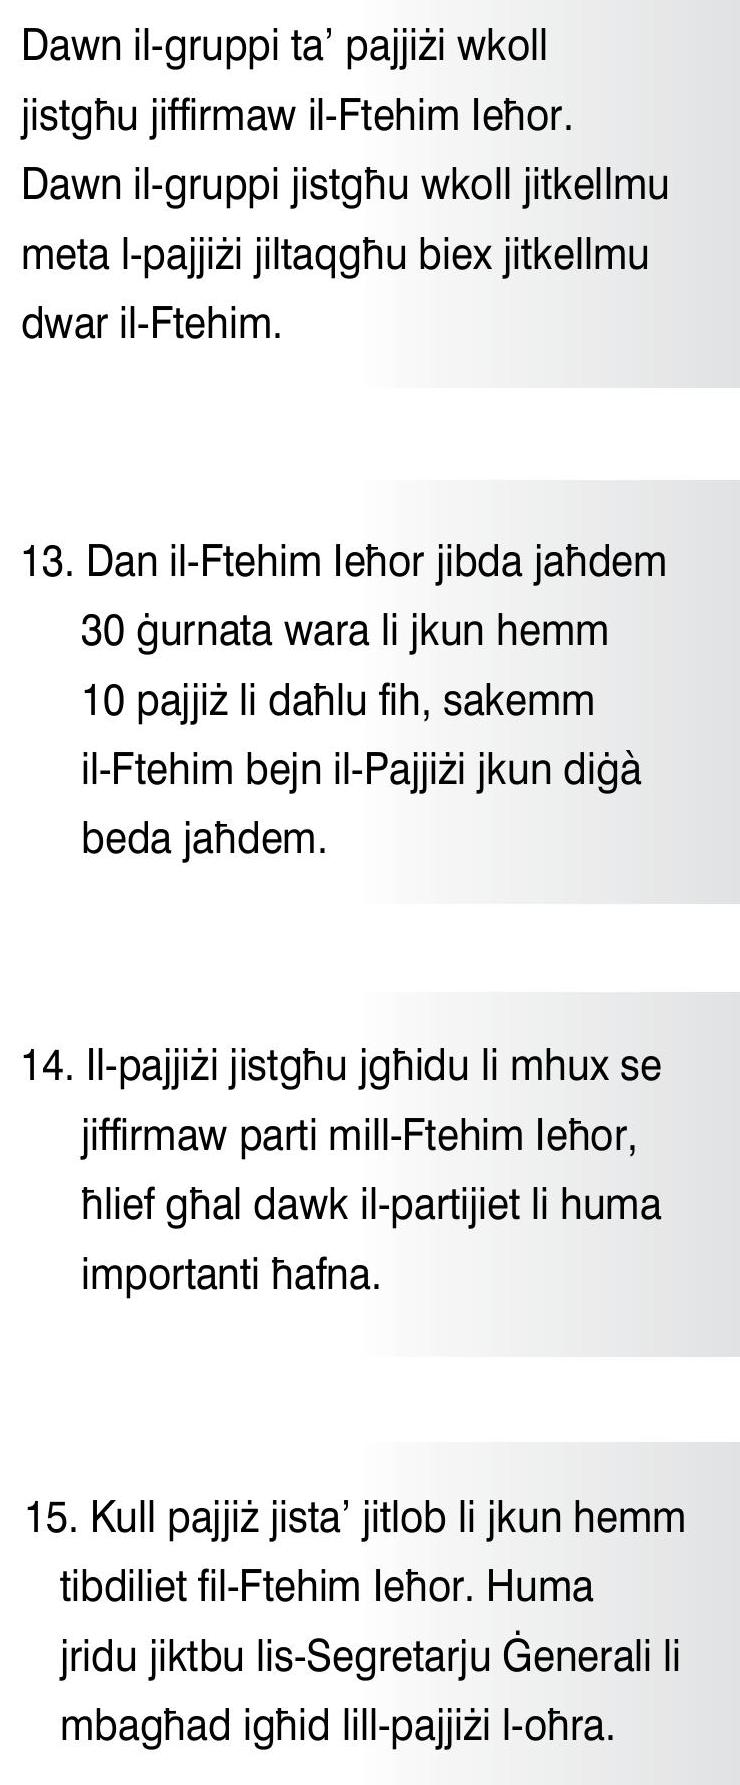 Dawn il-gruppi ta’ pajjiżi wkoll
jistgħu jiffirmaw il-Ftehim Ieħor.
Dawn il-gruppi jistgħu wkoll jitkellmu
meta l-pajjiżi jiltaqgħu biex jitkellmu
dwar il-Ftehim.
13. Dan il-Ftehim Ieħor jibda jaħdem
30 ġurnata wara li jkun hemm
10 pajjiż li daħlu fih, sakemm
il-Ftehim bejn il-Pajjiżi jkun diġà
beda jaħdem.
14. Il-pajjiżi jistgħu jgħidu li mhux se
jiffirmaw parti mill-Ftehim Ieħor,
ħlief għal dawk il-partijiet li huma
importanti ħafna.
15. Kull pajjiż jista’ jitlob li jkun hemm
tibdiliet fil-Ftehim Ieħor. Huma
jridu jiktbu lis-Segretarju Ġenerali li
mbagħad igħid lill-pajjiżi l-oħra.